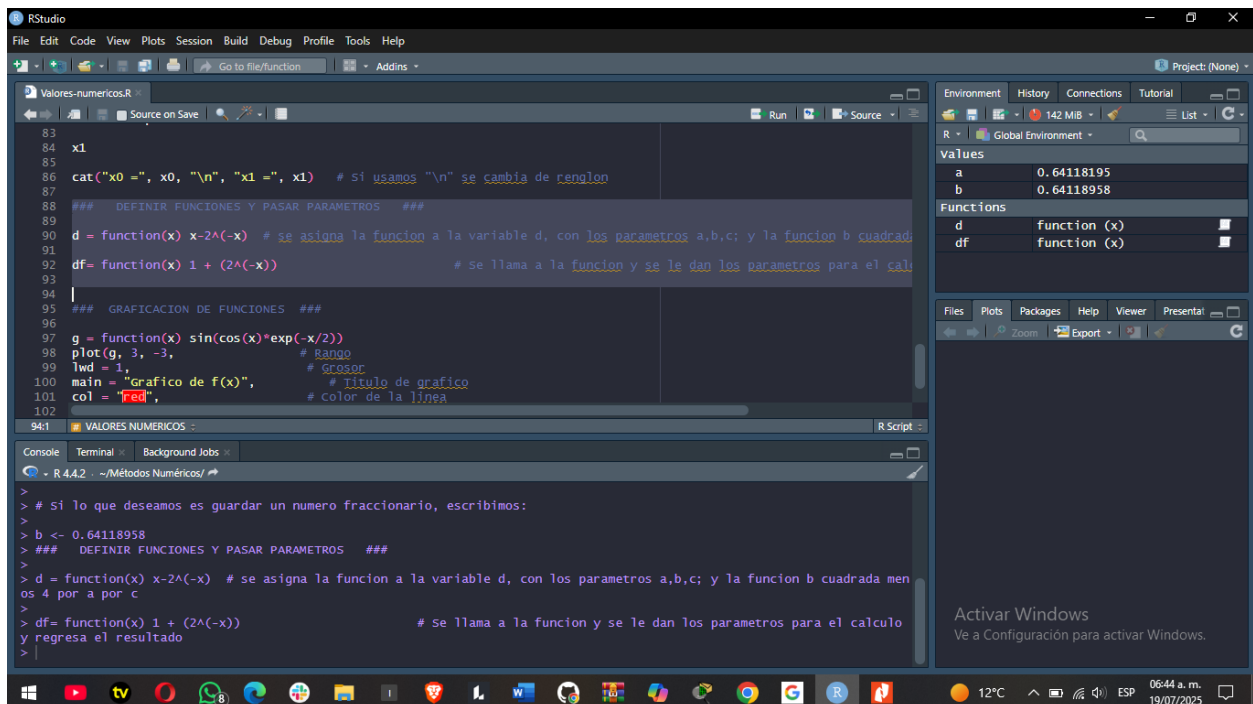 RStudio
File Edit Code View Plots Session Build Debug Profile Tools Help
Go to file/function Addins Project: (None)
Valores-numericos.R
Source on Save Run Source
83
84 x1
85
86 cat("x0 =", x0, "\n", "x1 =", x1) # Si usamos "\n" se cambia de renglon
87
88 ### DEFINIR FUNCIONES Y PASAR PARAMETROS ###
89
90 d = function(x) x-2^(-x) # se asigna la funcion a la variable d, con los parametros a,b,c; y la funcion b cuadrad
91
92 df= function(x) 1 + (2^(-x)) # Se llama a la funcion y se le dan los parametros para el calc
93
94
95 ### GRAFICACION DE FUNCIONES ###
96
97 g = function(x) sin(cos(x)*exp(-x/2))
98 plot(g, 3, -3, # Rango
99 lwd = 1, # Grosor
100 main = "Grafico de f(x)", # Titulo de grafico
101 col = "red", # Color de la linea
102
94:1 # VALORES NUMERICOS R Script
Console Terminal Background Jobs
R 4.4.2 · ~/Métodos Numéricos/
>
> # Si lo que deseamos es guardar un numero fraccionario, escribimos:
>
> b <- 0.64118958
> ### DEFINIR FUNCIONES Y PASAR PARAMETROS ###
>
> d = function(x) x-2^(-x) # se asigna la funcion a la variable d, con los parametros a,b,c; y la funcion b cuadrada men
os 4 por a por c
>
> df= function(x) 1 + (2^(-x)) # Se llama a la funcion y se le dan los parametros para el calculo
y regresa el resultado
>
Environment History Connections Tutorial
142 MiB List
R Global Environment
Values
a 0.64118195
b 0.64118958
Functions
d function (x)
df function (x)
Files Plots Packages Help Viewer Presentat
Zoom Export
Activar Windows
Ve a Configuración para activar Windows.
tv 8 I L W G R 12°C ESP 06:44 a. m.
19/07/2025